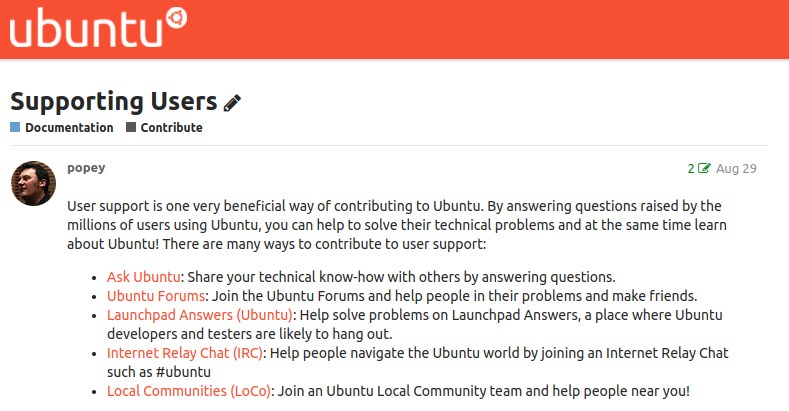 ubuntu
Supporting Users
Documentation Contribute
popey
2 Aug 29
User support is one very beneficial way of contributing to Ubuntu. By answering questions raised by the
millions of users using Ubuntu, you can help to solve their technical problems and at the same time learn
about Ubuntu! There are many ways to contribute to user support:
• Ask Ubuntu: Share your technical know-how with others by answering questions.
• Ubuntu Forums: Join the Ubuntu Forums and help people in their problems and make friends.
• Launchpad Answers (Ubuntu): Help solve problems on Launchpad Answers, a place where Ubuntu
developers and testers are likely to hang out.
• Internet Relay Chat (IRC): Help people navigate the Ubuntu world by joining an Internet Relay Chat
such as #ubuntu
• Local Communities (LoCo): Join an Ubuntu Local Community team and help people near you!